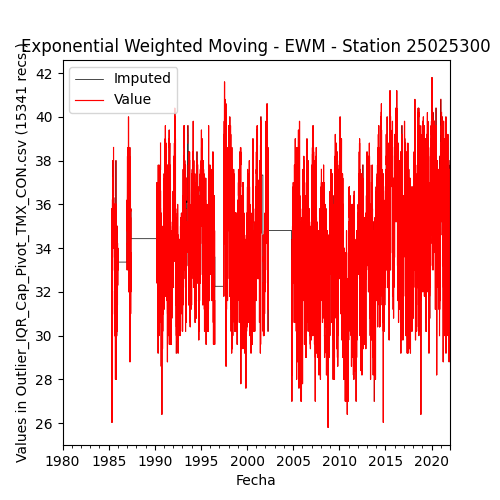 Exponential Weighted Moving - EWM - Station 25025300
Imputed
Value
Values in Outlier_IQR_Cap_Pivot_TMX_CON.csv (15341 recs.)
42
40
38
36
34
32
30
28
26
1980 1985 1990 1995 2000 2005 2010 2015 2020
Fecha